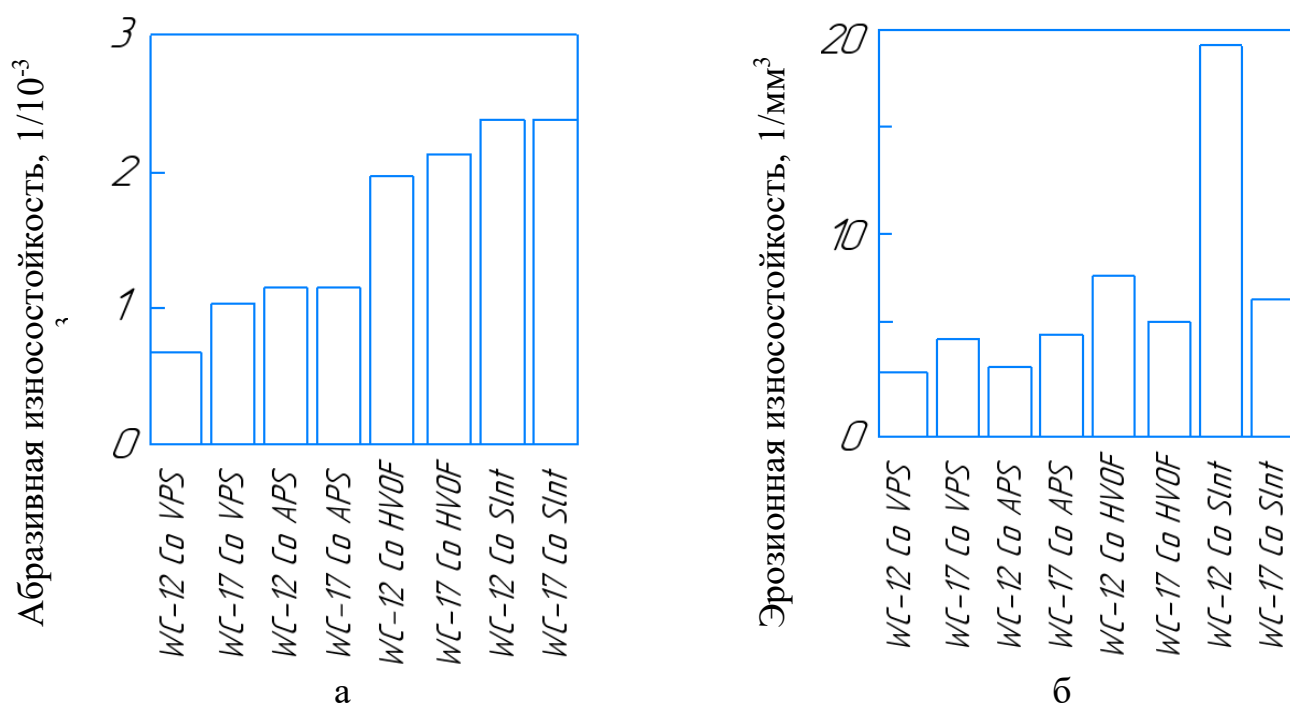 Абразивная износостойкость, 1/10⁻³
3
3
2
1
0
WC-12 Co VPS
WC-17 Co VPS
WC-12 Co APS
WC-17 Co APS
WC-12 Co HVOF
WC-17 Co HVOF
WC-12 Co SInt
WC-17 Co SInt
а
Эрозионная износостойкость, 1/мм³
20
10
0
WC-12 Co VPS
WC-17 Co VPS
WC-12 Co APS
WC-17 Co APS
WC-12 Co HVOF
WC-17 Co HVOF
WC-12 Co SInt
WC-17 Co SInt
б